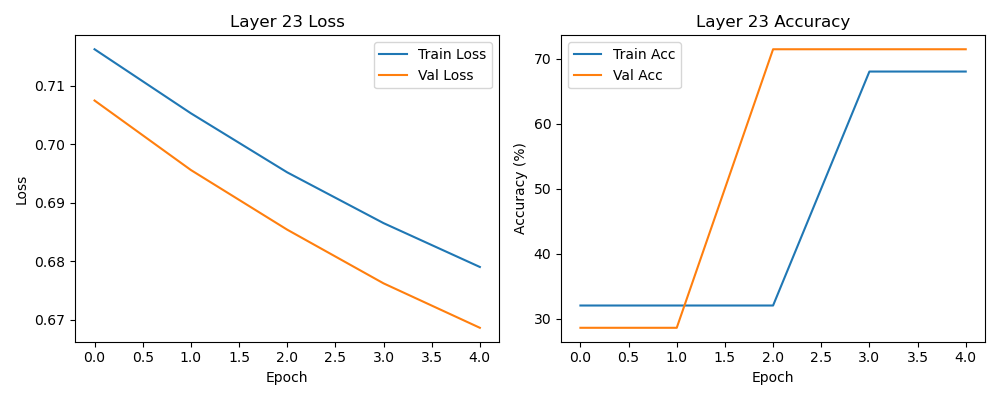 Layer 23 Loss
Train Loss
Val Loss
0.71
0.70
0.69
0.68
0.67
Loss
0.0 0.5 1.0 1.5 2.0 2.5 3.0 3.5 4.0
Epoch
Layer 23 Accuracy
Train Acc
Val Acc
70
60
50
40
30
Accuracy (%)
0.0 0.5 1.0 1.5 2.0 2.5 3.0 3.5 4.0
Epoch